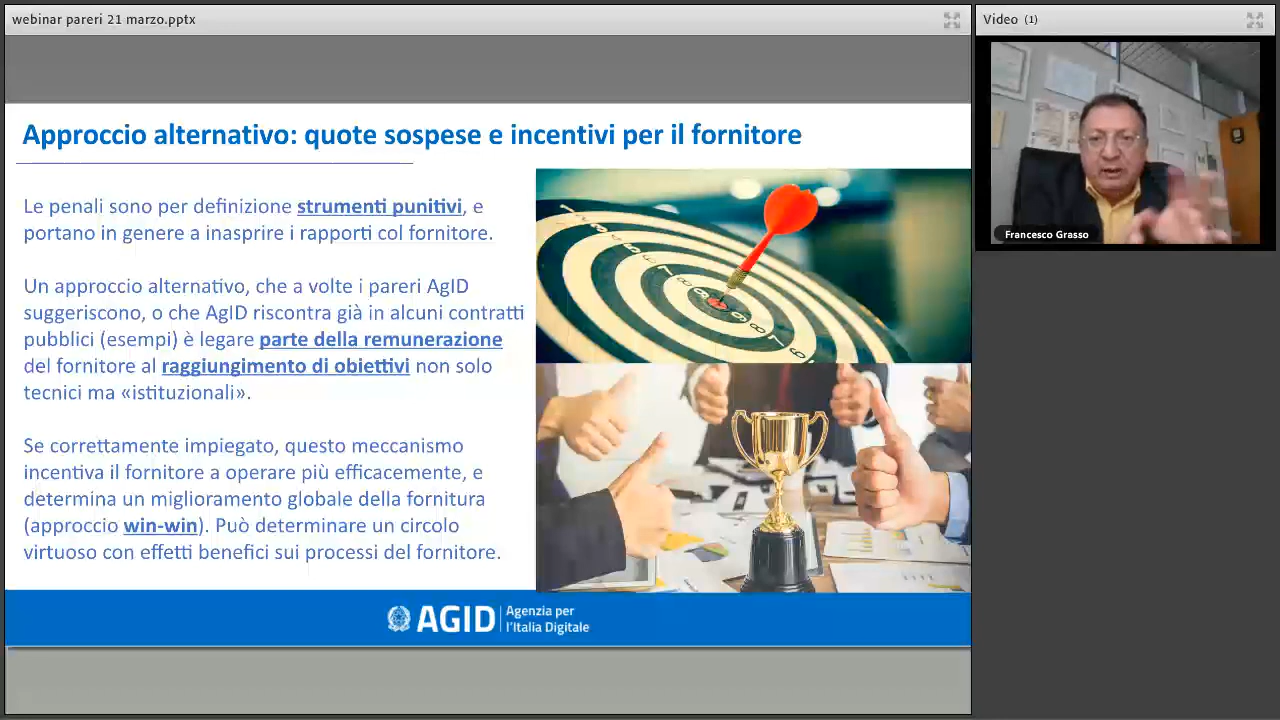 webinar pareri 21 marzo.pptx
Video (1)
Francesco Grasso
Approccio alternativo: quote sospese e incentivi per il fornitore
Le penali sono per definizione strumenti punitivi, e
portano in genere a inasprire i rapporti col fornitore.
Un approccio alternativo, che a volte i pareri AgID
suggeriscono, o che AgID riscontra già in alcuni contratti
pubblici (esempi) è legare parte della remunerazione
del fornitore al raggiungimento di obiettivi non solo
tecnici ma «istituzionali».
Se correttamente impiegato, questo meccanismo
incentiva il fornitore a operare più efficacemente, e
determina un miglioramento globale della fornitura
(approccio win-win). Può determinare un circolo
virtuoso con effetti benefici sui processi del fornitore.
AGID
Agenzia per
l'Italia Digitale